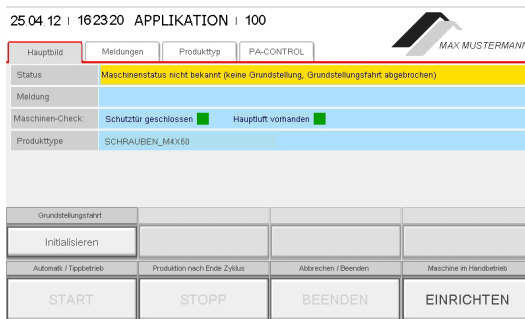 25.04.12 | 16 23 20 APPLIKATION | 100
MAX MUSTERMANN
Hauptbild Meldungen Produkttyp PA-CONTROL
Status Maschinenstatus nicht bekannt (keine Grundstellung, Grundstellungsfahrt abgebrochen)
Meldung
Maschinen-Check: Schutztür geschlossen Hauptluft vorhanden
Produkttype SCHRAUBEN_M4X50
Grundstellungsfahrt
Initialisieren
Automatk / Tippbetrieb Produktion nach Ende Zyklus Abbrechen / Beenden Maschine im Handbetrieb
START STOPP BEENDEN EINRICHTEN